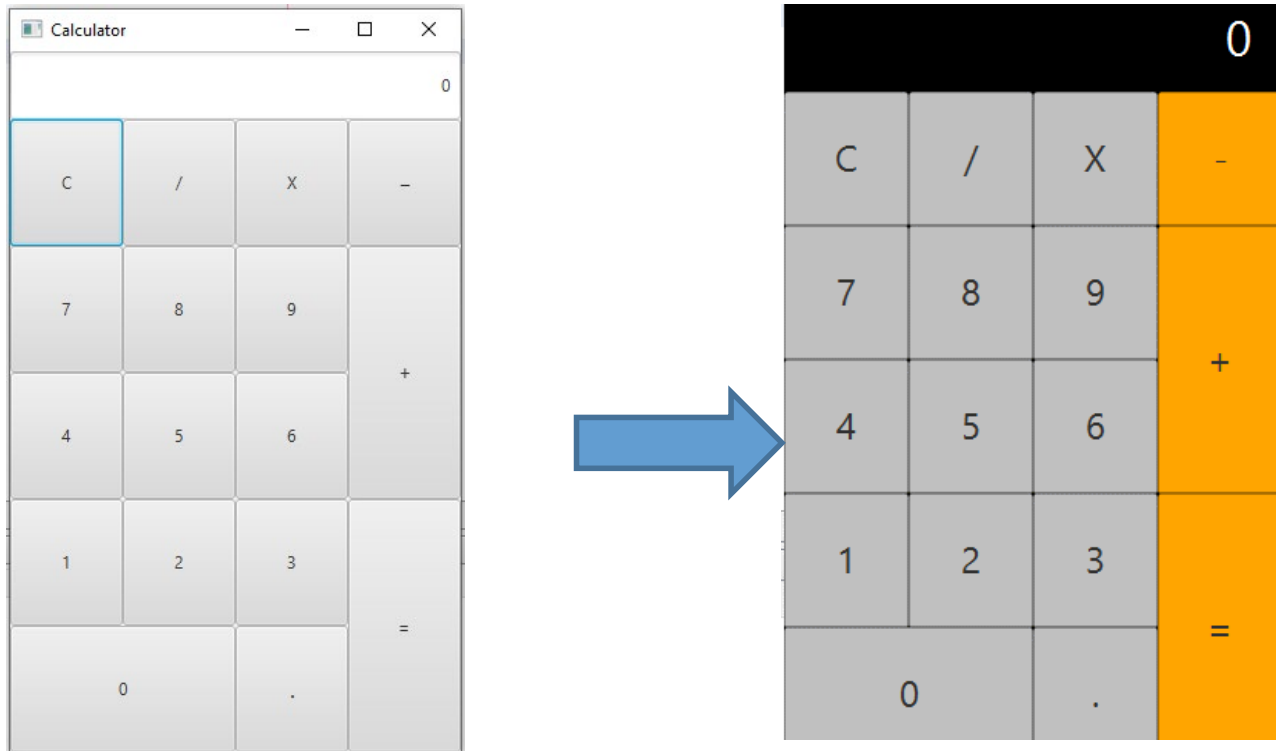 Calculator
0
C / X –
7 8 9
+
4 5 6
1 2 3
=
0 .
0
C / X -
7 8 9
+
4 5 6
1 2 3
=
0 .